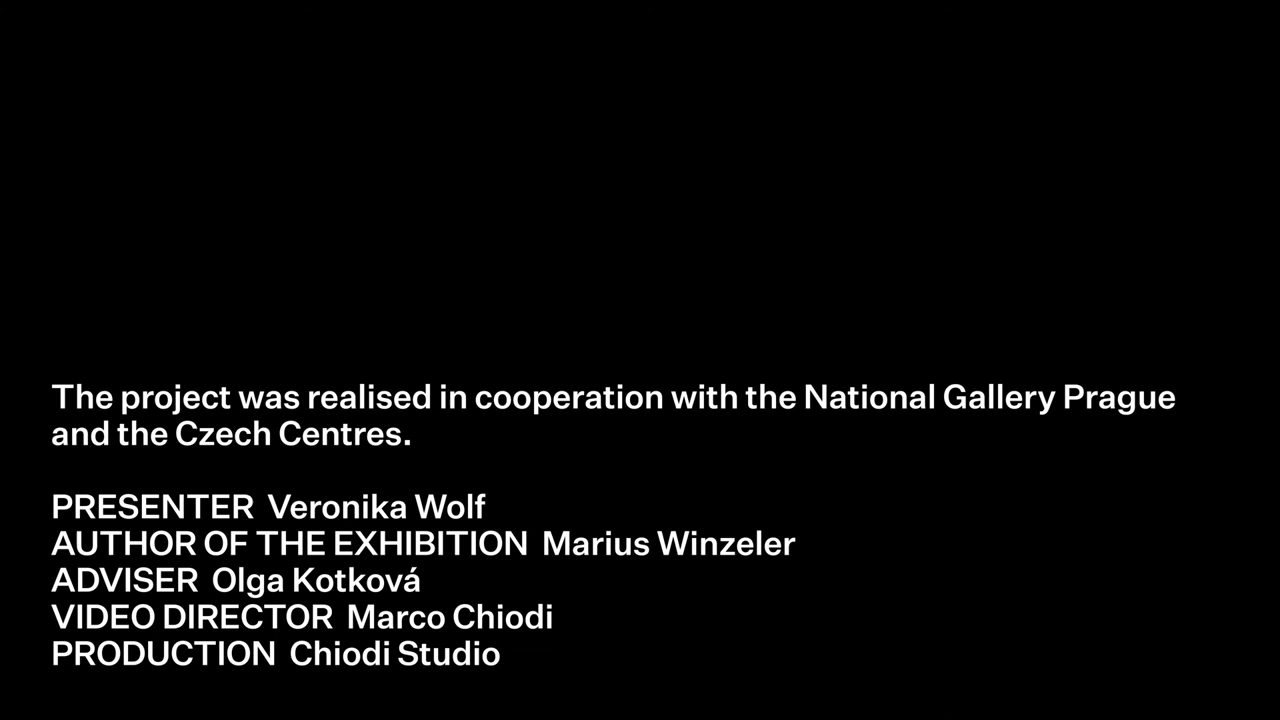 The project was realised in cooperation with the National Gallery Prague
and the Czech Centres.
PRESENTER Veronika Wolf
AUTHOR OF THE EXHIBITION Marius Winzeler
ADVISER Olga Kotková
VIDEO DIRECTOR Marco Chiodi
PRODUCTION Chiodi Studio